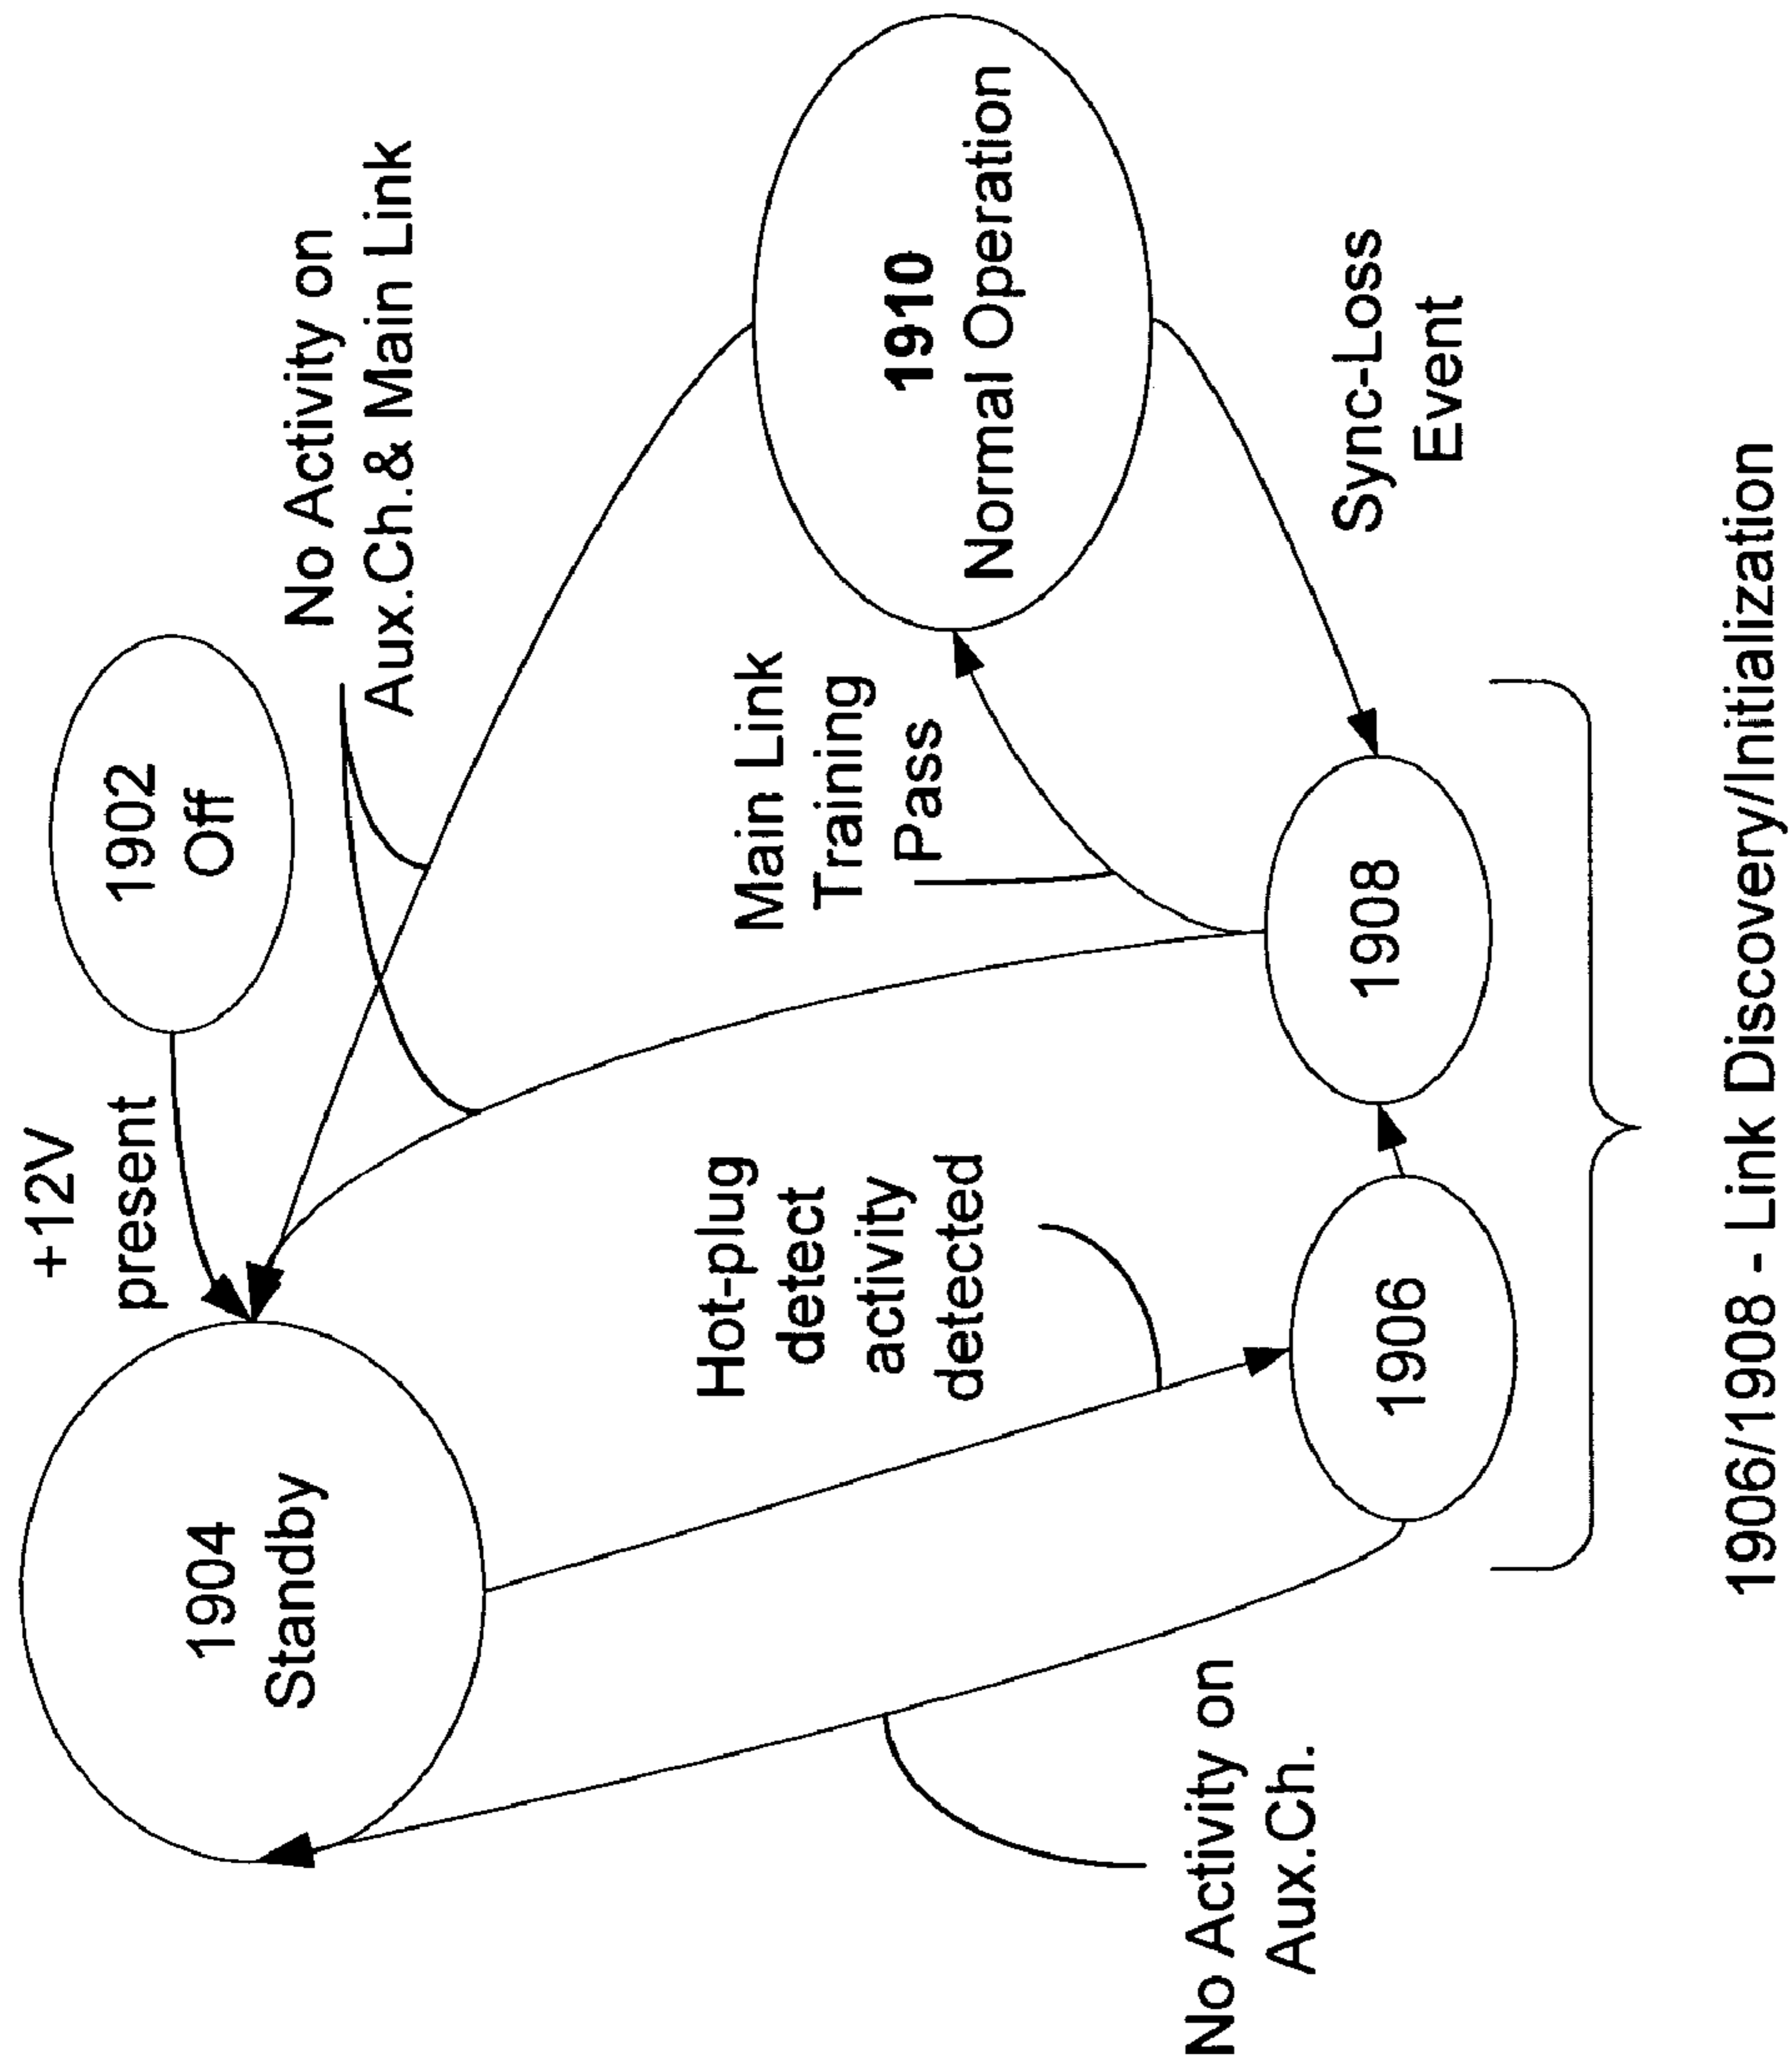 +12V
present
1902
Off
No Activity on
Aux.Ch.& Main Link
1904
Standby
Hot-plug
detect
activity
detected
Main Link
Training
Pass
1910
Normal Operation
No Activity on
Aux.Ch.
1906
1908
Sync-Loss
Event
1906/1908 - Link Discovery/Initialization